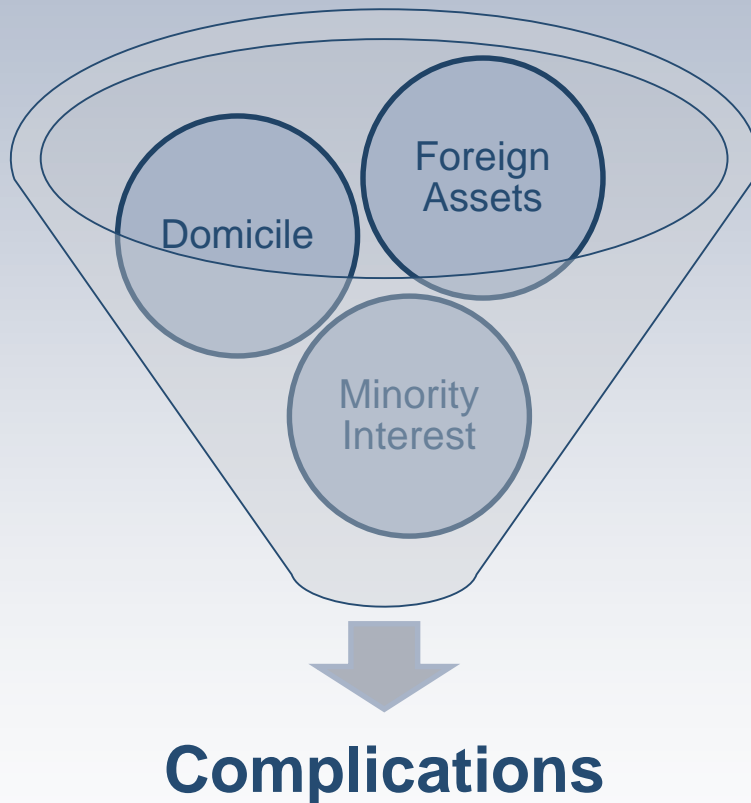 Foreign
Assets
Domicile
Minority
Interest
Complications